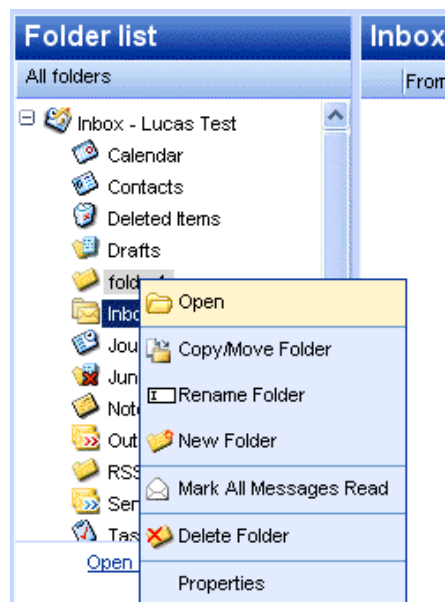 Folder list
Inbox
All folders
From
Inbox - Lucas Test
Calendar
Contacts
Deleted Items
Drafts
Open
Copy/Move Folder
Rename Folder
New Folder
Mark All Messages Read
Delete Folder
Properties
RSS
Open